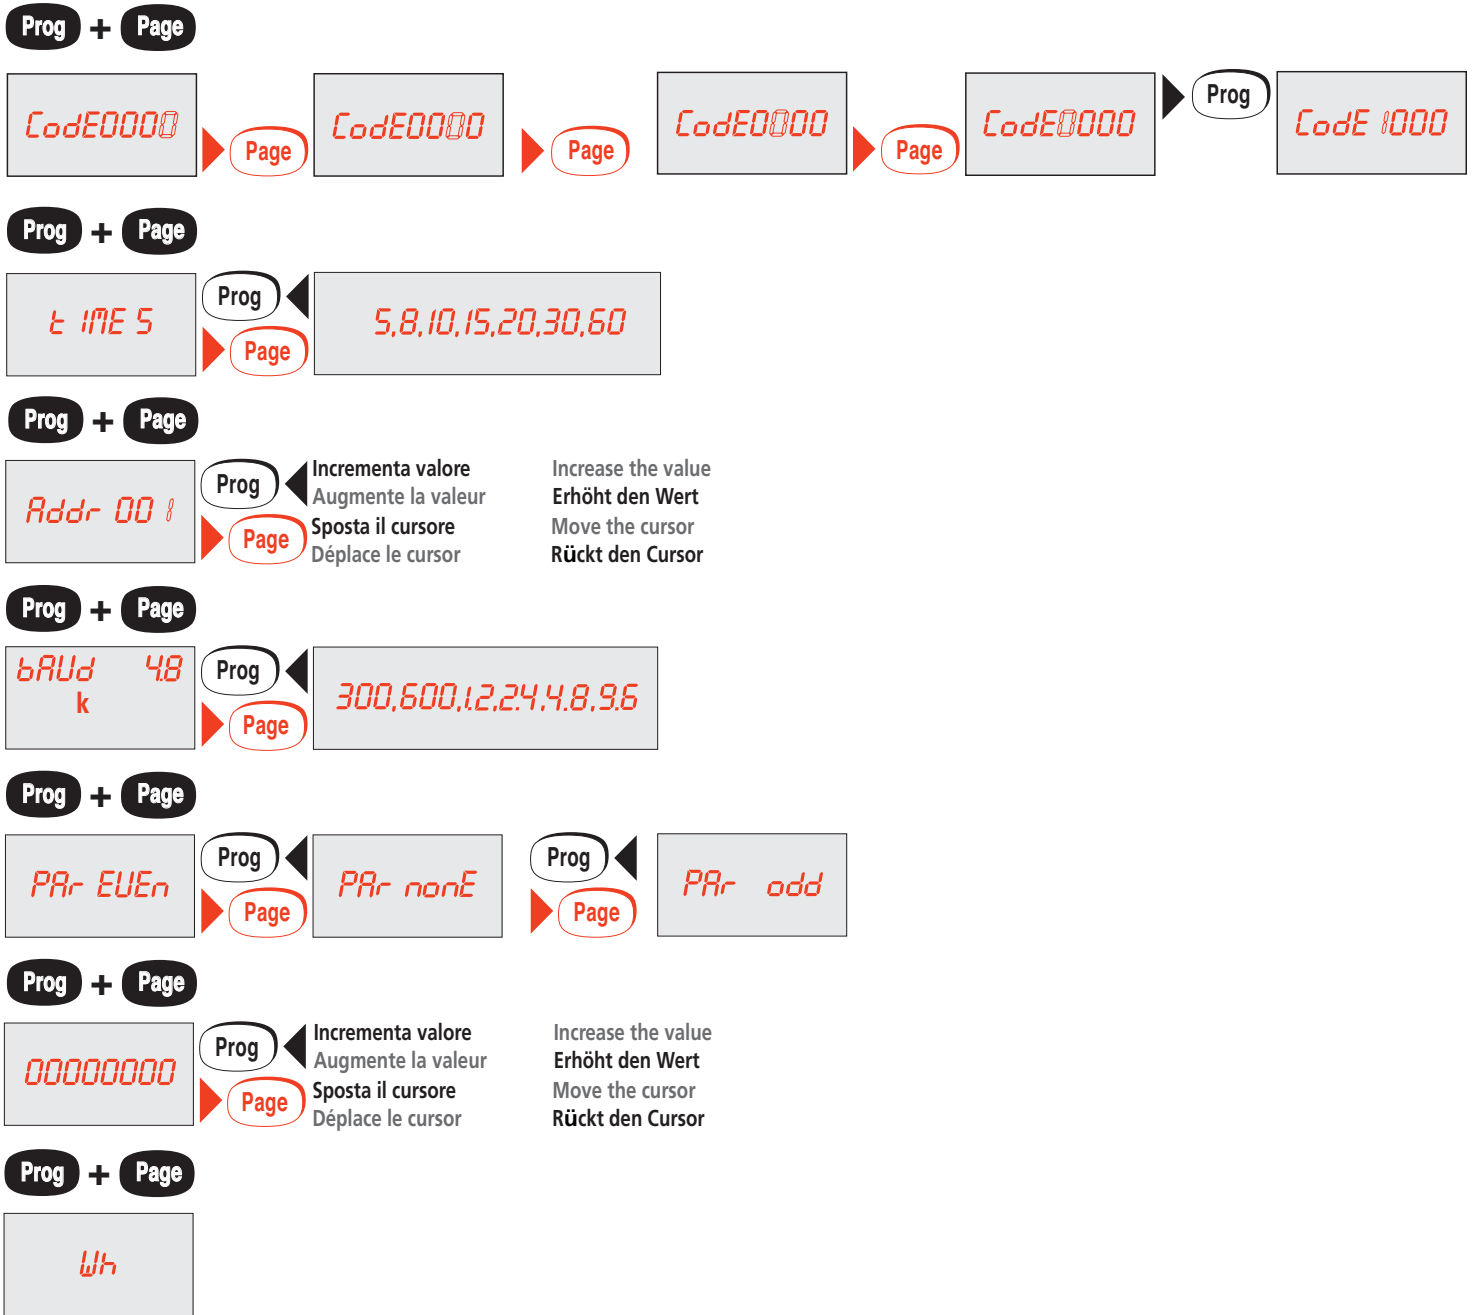 Prog + Page
CodE0000 Page CodE0000 Page CodE0000 Page CodE0000 Prog CodE 1000
Prog + Page
t IME 5 Prog Page 5,8,10,15,20,30,60
Prog + Page
Addr 001 Prog Page
Incrementa valore Increase the value
Augmente la valeur Erhöht den Wert
Sposta il cursore Move the cursor
Déplace le cursor Rückt den Cursor
Prog + Page
bAUd 4.8 Prog 300,600,1.2,2.4,4.8,9.6
k Page
Prog + Page
PAr EUEn Prog Page PAr nonE Prog Page PAr odd
Prog + Page
00000000 Prog Page
Incrementa valore Increase the value
Augmente la valeur Erhöht den Wert
Sposta il cursore Move the cursor
Déplace le cursor Rückt den Cursor
Prog + Page
Wh